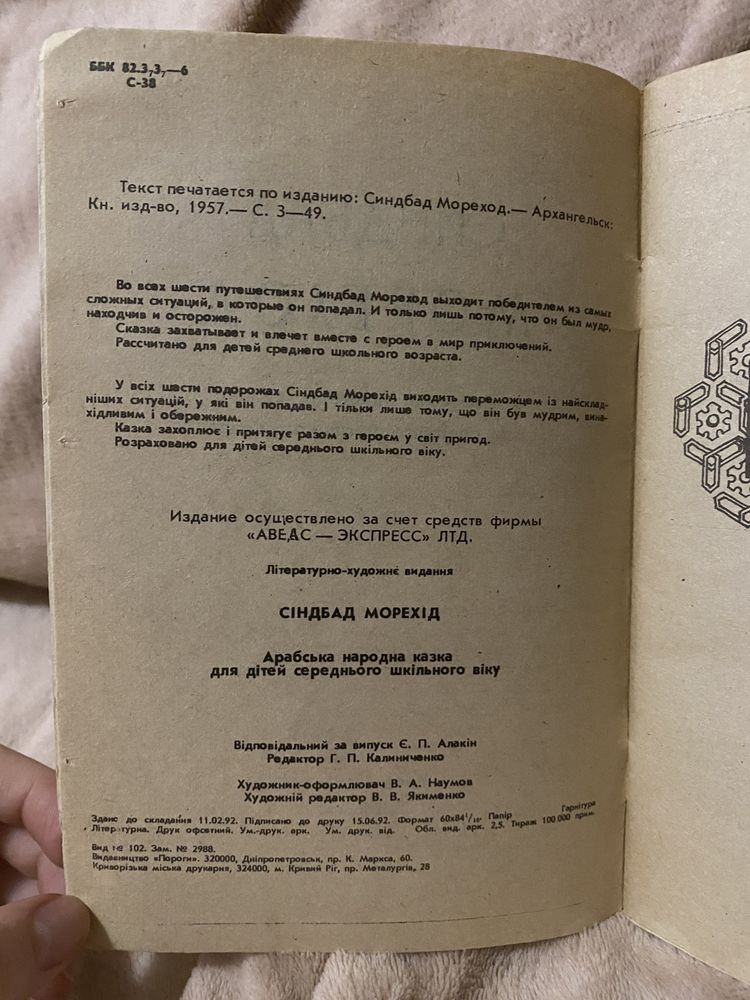 ББК 82.3₇3₇—6
С-38
Текст печатается по изданию: Синдбад Мореход.— Архангельск:
Кн. изд-во, 1957.— С. 3—49.
Во всех шести путешествиях Синдбад Мореход выходит победителем из самых
сложных ситуаций, в которые он попадал. И только лишь потому, что он был мудр,
находчив и осторожен.
Сказка захватывает и влечет вместе с героем в мир приключений.
Рассчитано для детей среднего школьного возраста.
У всіх шести подорожах Сіндбад Морехід виходить переможцем із найсклад-
ніших ситуацій, у які він попадав. І тільки лише тому, що він був мудрим, вина-
хідливим і обережним.
Казка захоплює і притягує разом з героєм у світ пригод.
Розраховано для дітей середнього шкільного віку.
Издание осуществлено за счет средств фирмы
«АВЕДС — ЭКСПРЕСС» ЛТД.
Літературно-художнє видання
СІНДБАД МОРЕХІД
Арабська народна казка
для дітей середнього шкільного віку
Відповідальний за випуск Є. П. Алакін
Редактор Г. П. Калиниченко
Художник-оформлювач В. А. Наумов
Художній редактор В. В. Якименко
Здано до складання 11.02.92. Підписано до друку 15.06.92. Формат 60х84¹/₁₆. Папір Гарнітура
Літературна. Друк офсетний. Ум.-друк. арк. Ум. друк. від. Обл. вид. арк. 2,5. Тираж 100 000 прим.
Вид № 102. Зам. № 2988.
Видавництво «Пороги». 320000, Дніпропетровськ, пр. К. Маркса, 60.
Криворізька міська друкарня, 324000, м. Кривий Ріг, пр. Металургів, 28